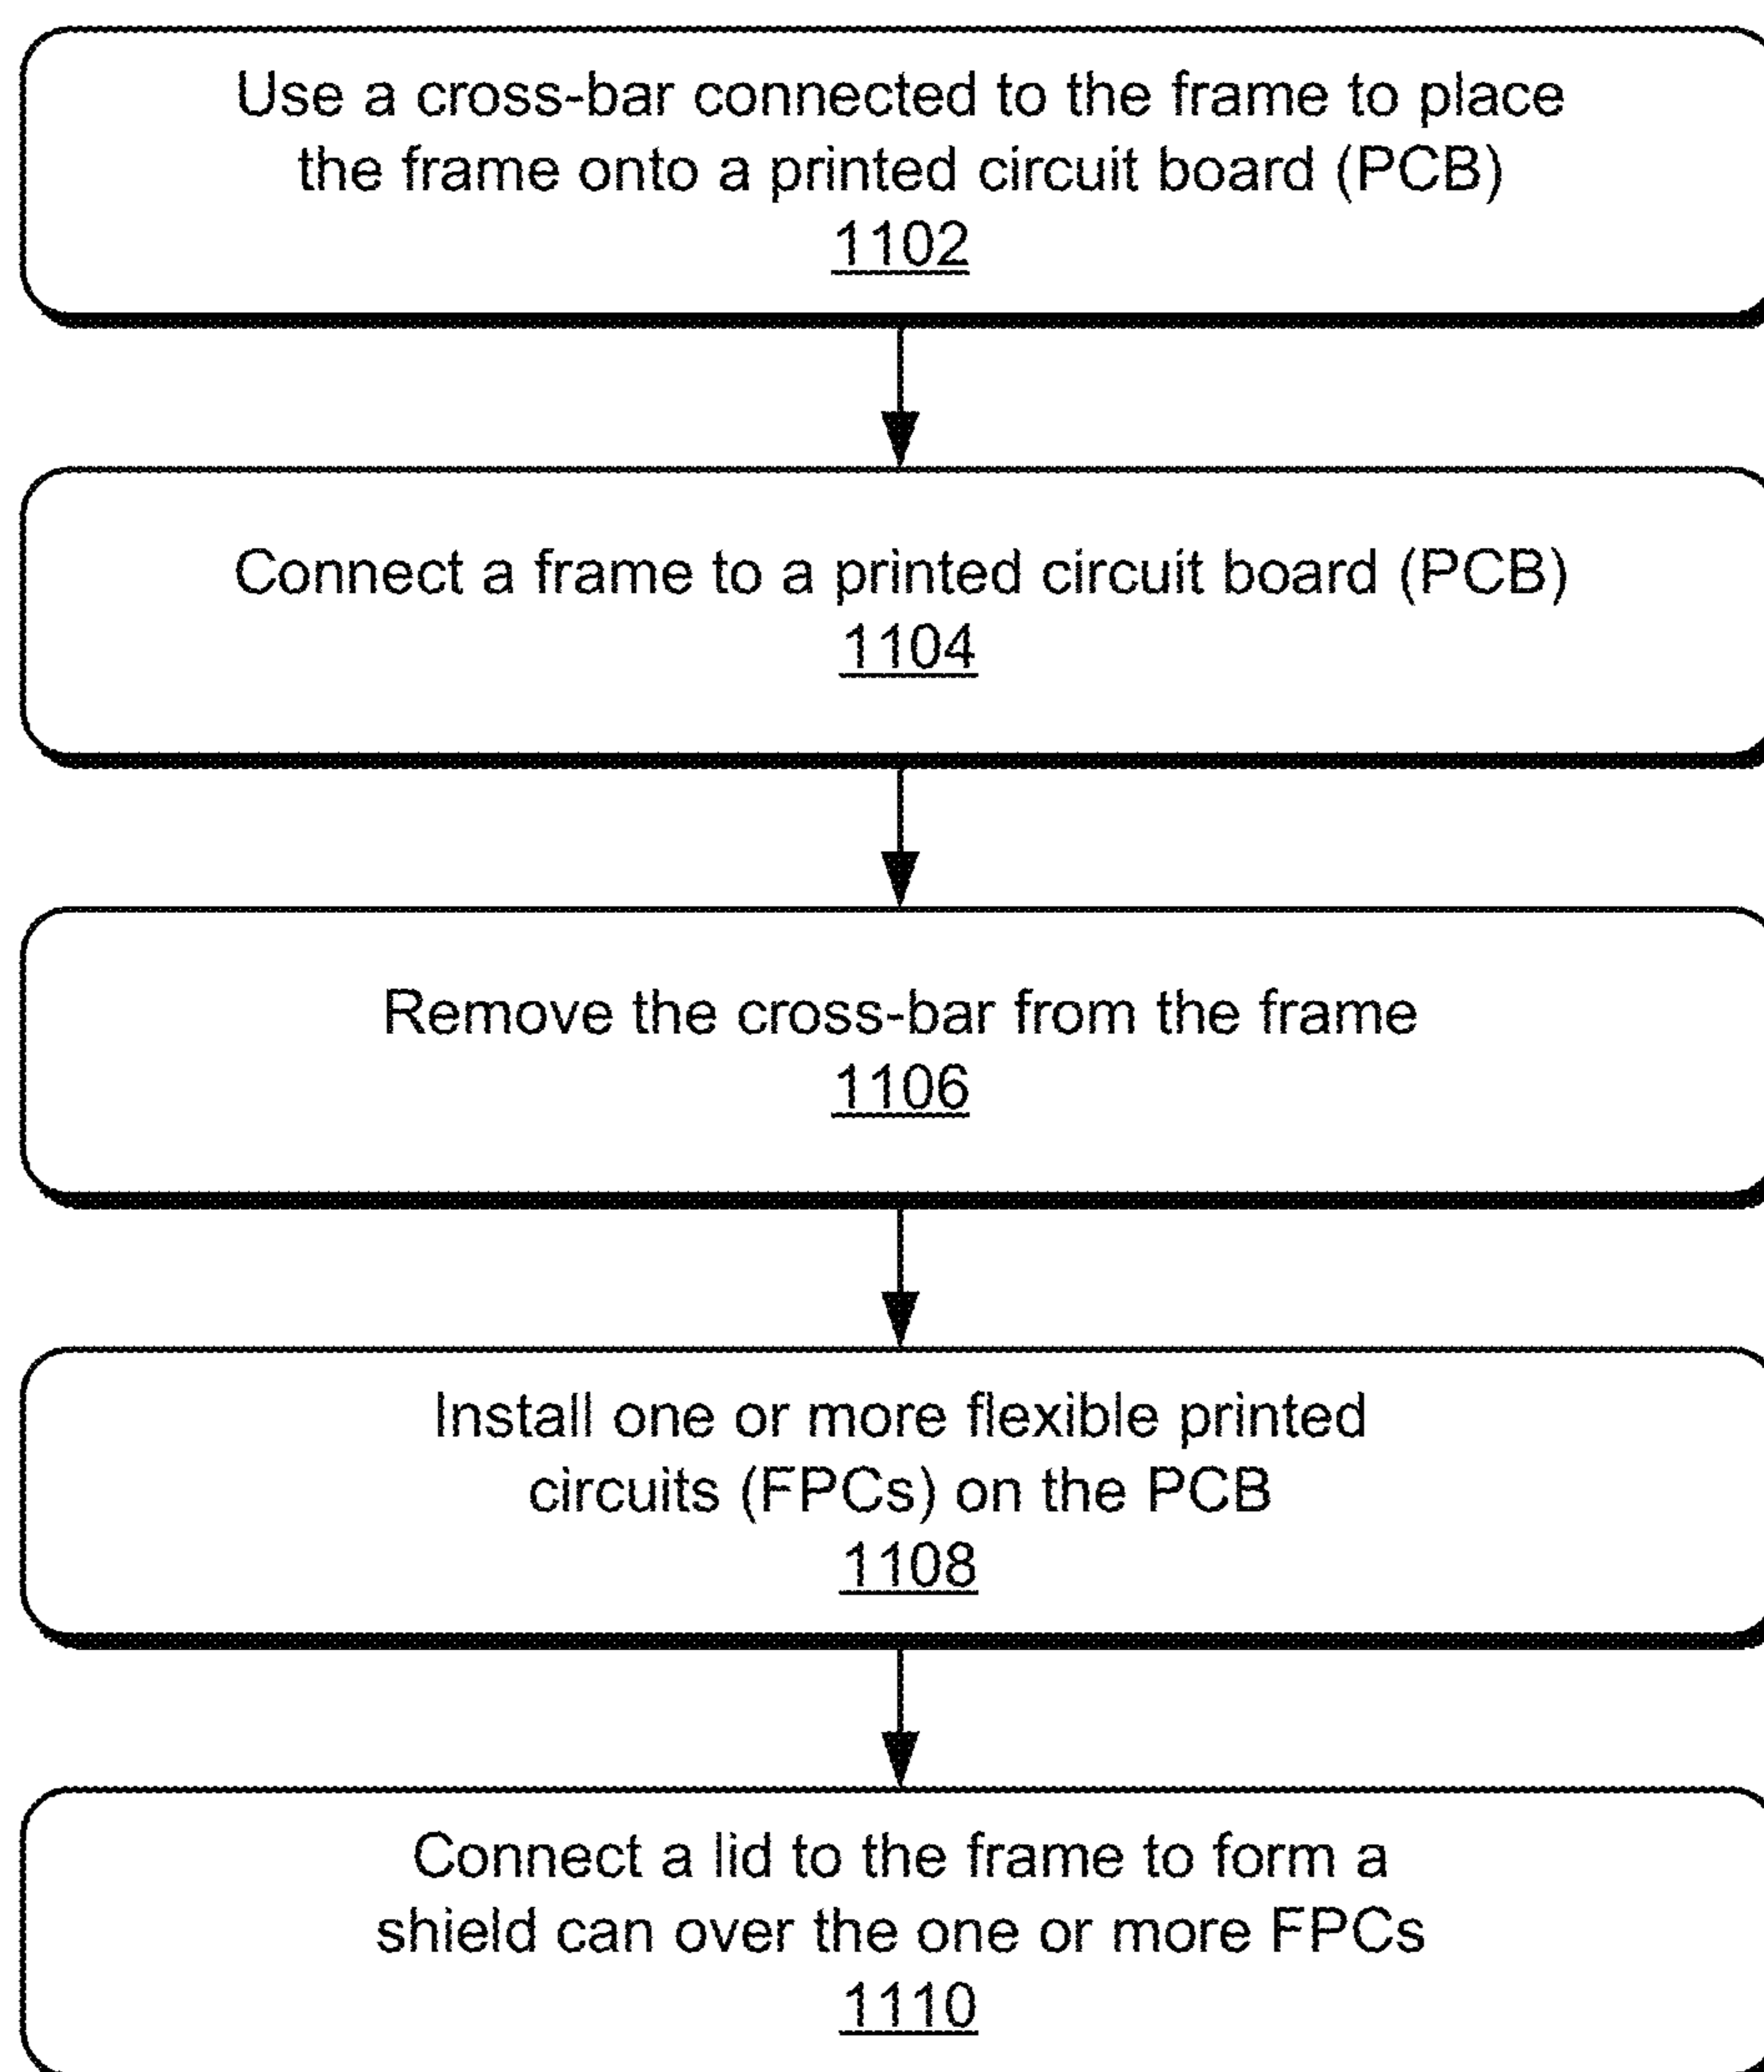 Use a cross-bar connected to the frame to place
the frame onto a printed circuit board (PCB)
1102
Connect a frame to a printed circuit board (PCB)
1104
Remove the cross-bar from the frame
1106
Install one or more flexible printed
circuits (FPCs) on the PCB
1108
Connect a lid to the frame to form a
shield can over the one or more FPCs
1110